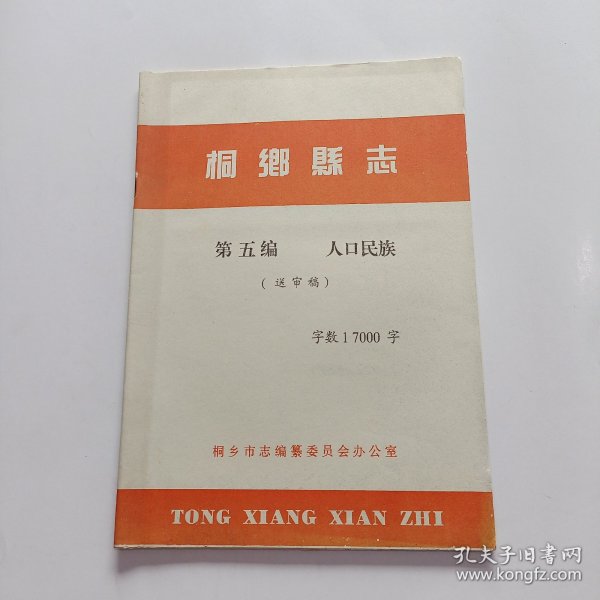 桐鄉縣志
第五编 人口民族
(送审稿)
字数17000字
桐乡市志编纂委员会办公室
TONG XIANG XIAN ZHI
孔夫子旧书网
www.kongfz.com